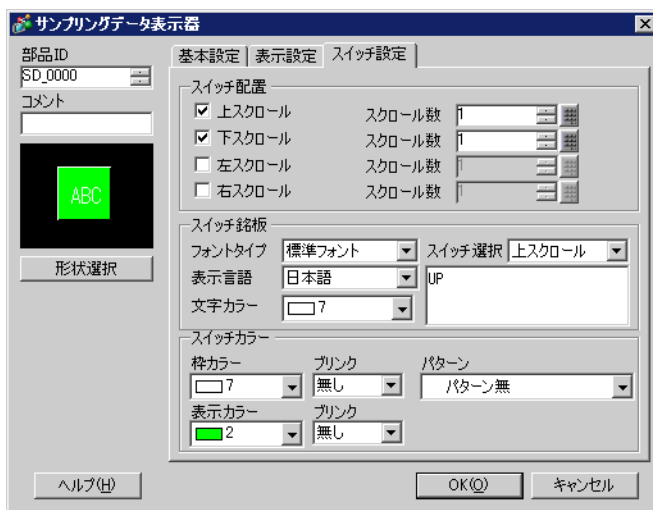 サンプリングデータ表示器
部品ID
SD_0000
コメント
ABC
形状選択
基本設定 表示設定 スイッチ設定
スイッチ配置
上スクロール スクロール数 1
下スクロール スクロール数 1
左スクロール スクロール数 1
右スクロール スクロール数 1
スイッチ銘板
フォントタイプ 標準フォント スイッチ選択 上スクロール
表示言語 日本語 UP
文字カラー 7
スイッチカラー
枠カラー ブリンク パターン
7 無し パターン無
表示カラー ブリンク
2 無し
ヘルプ(H) OK(O) キャンセル